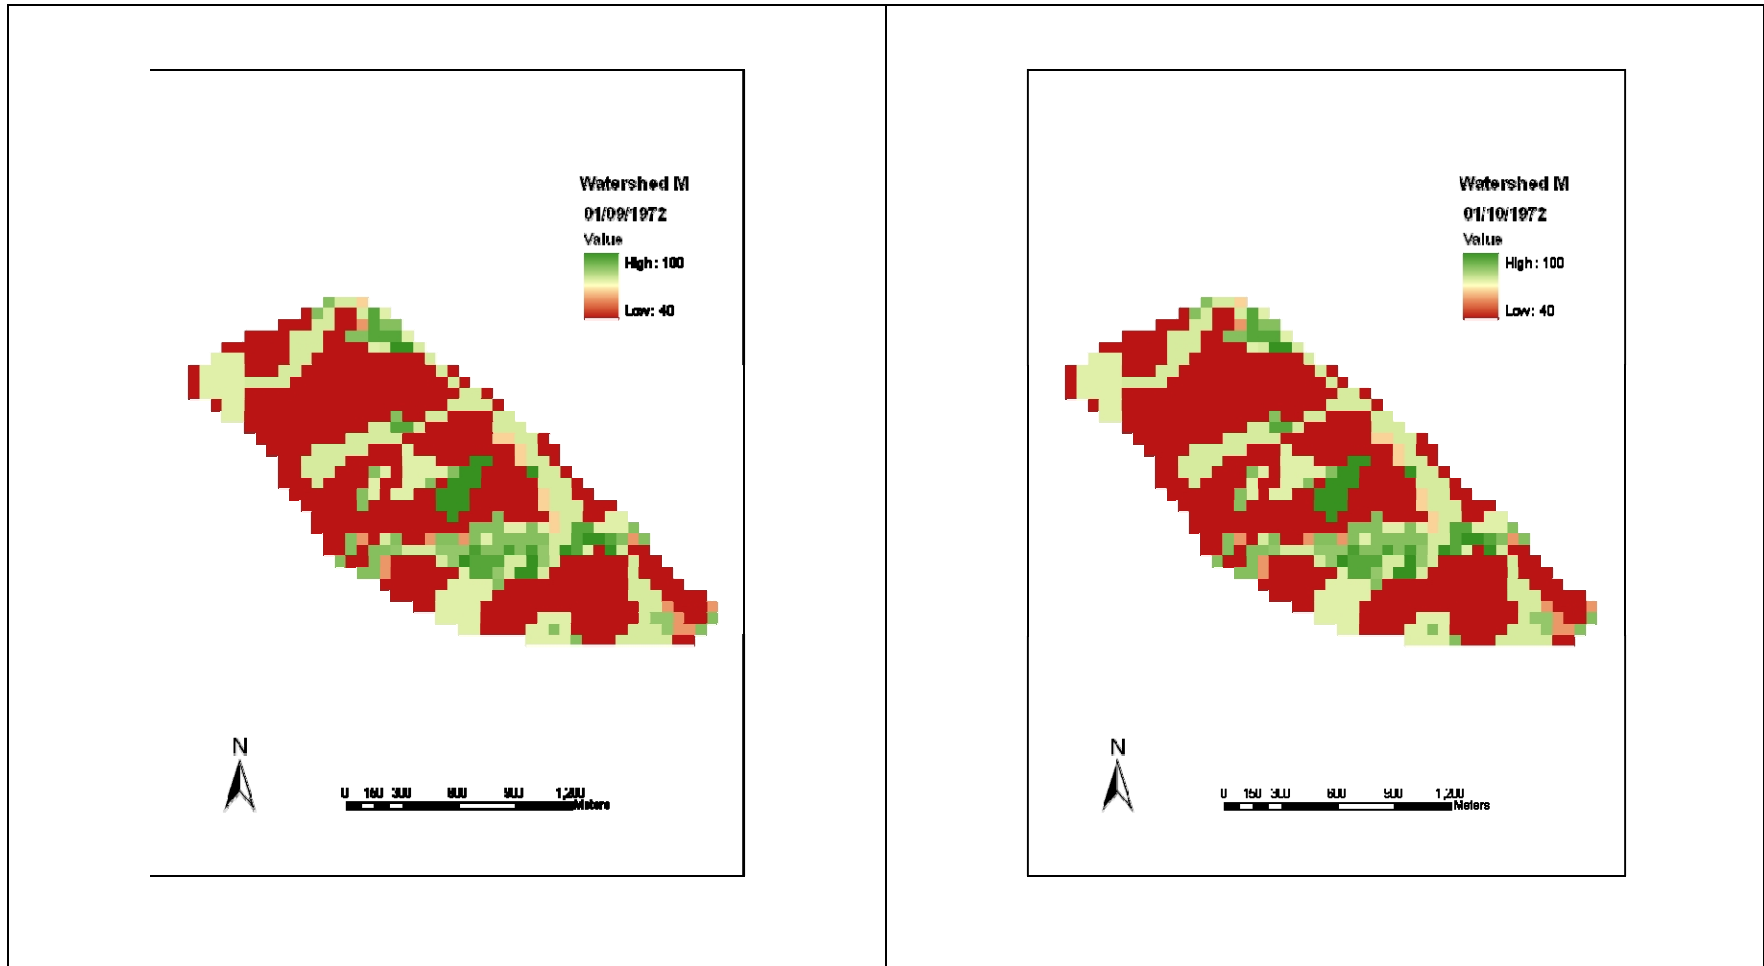 Watershed M
01/09/1972
Value
High : 100
Low : 40
N
0 150 300 600 900 1,200
Meters
Watershed M
01/10/1972
Value
High : 100
Low : 40
N
0 150 300 600 900 1,200
Meters